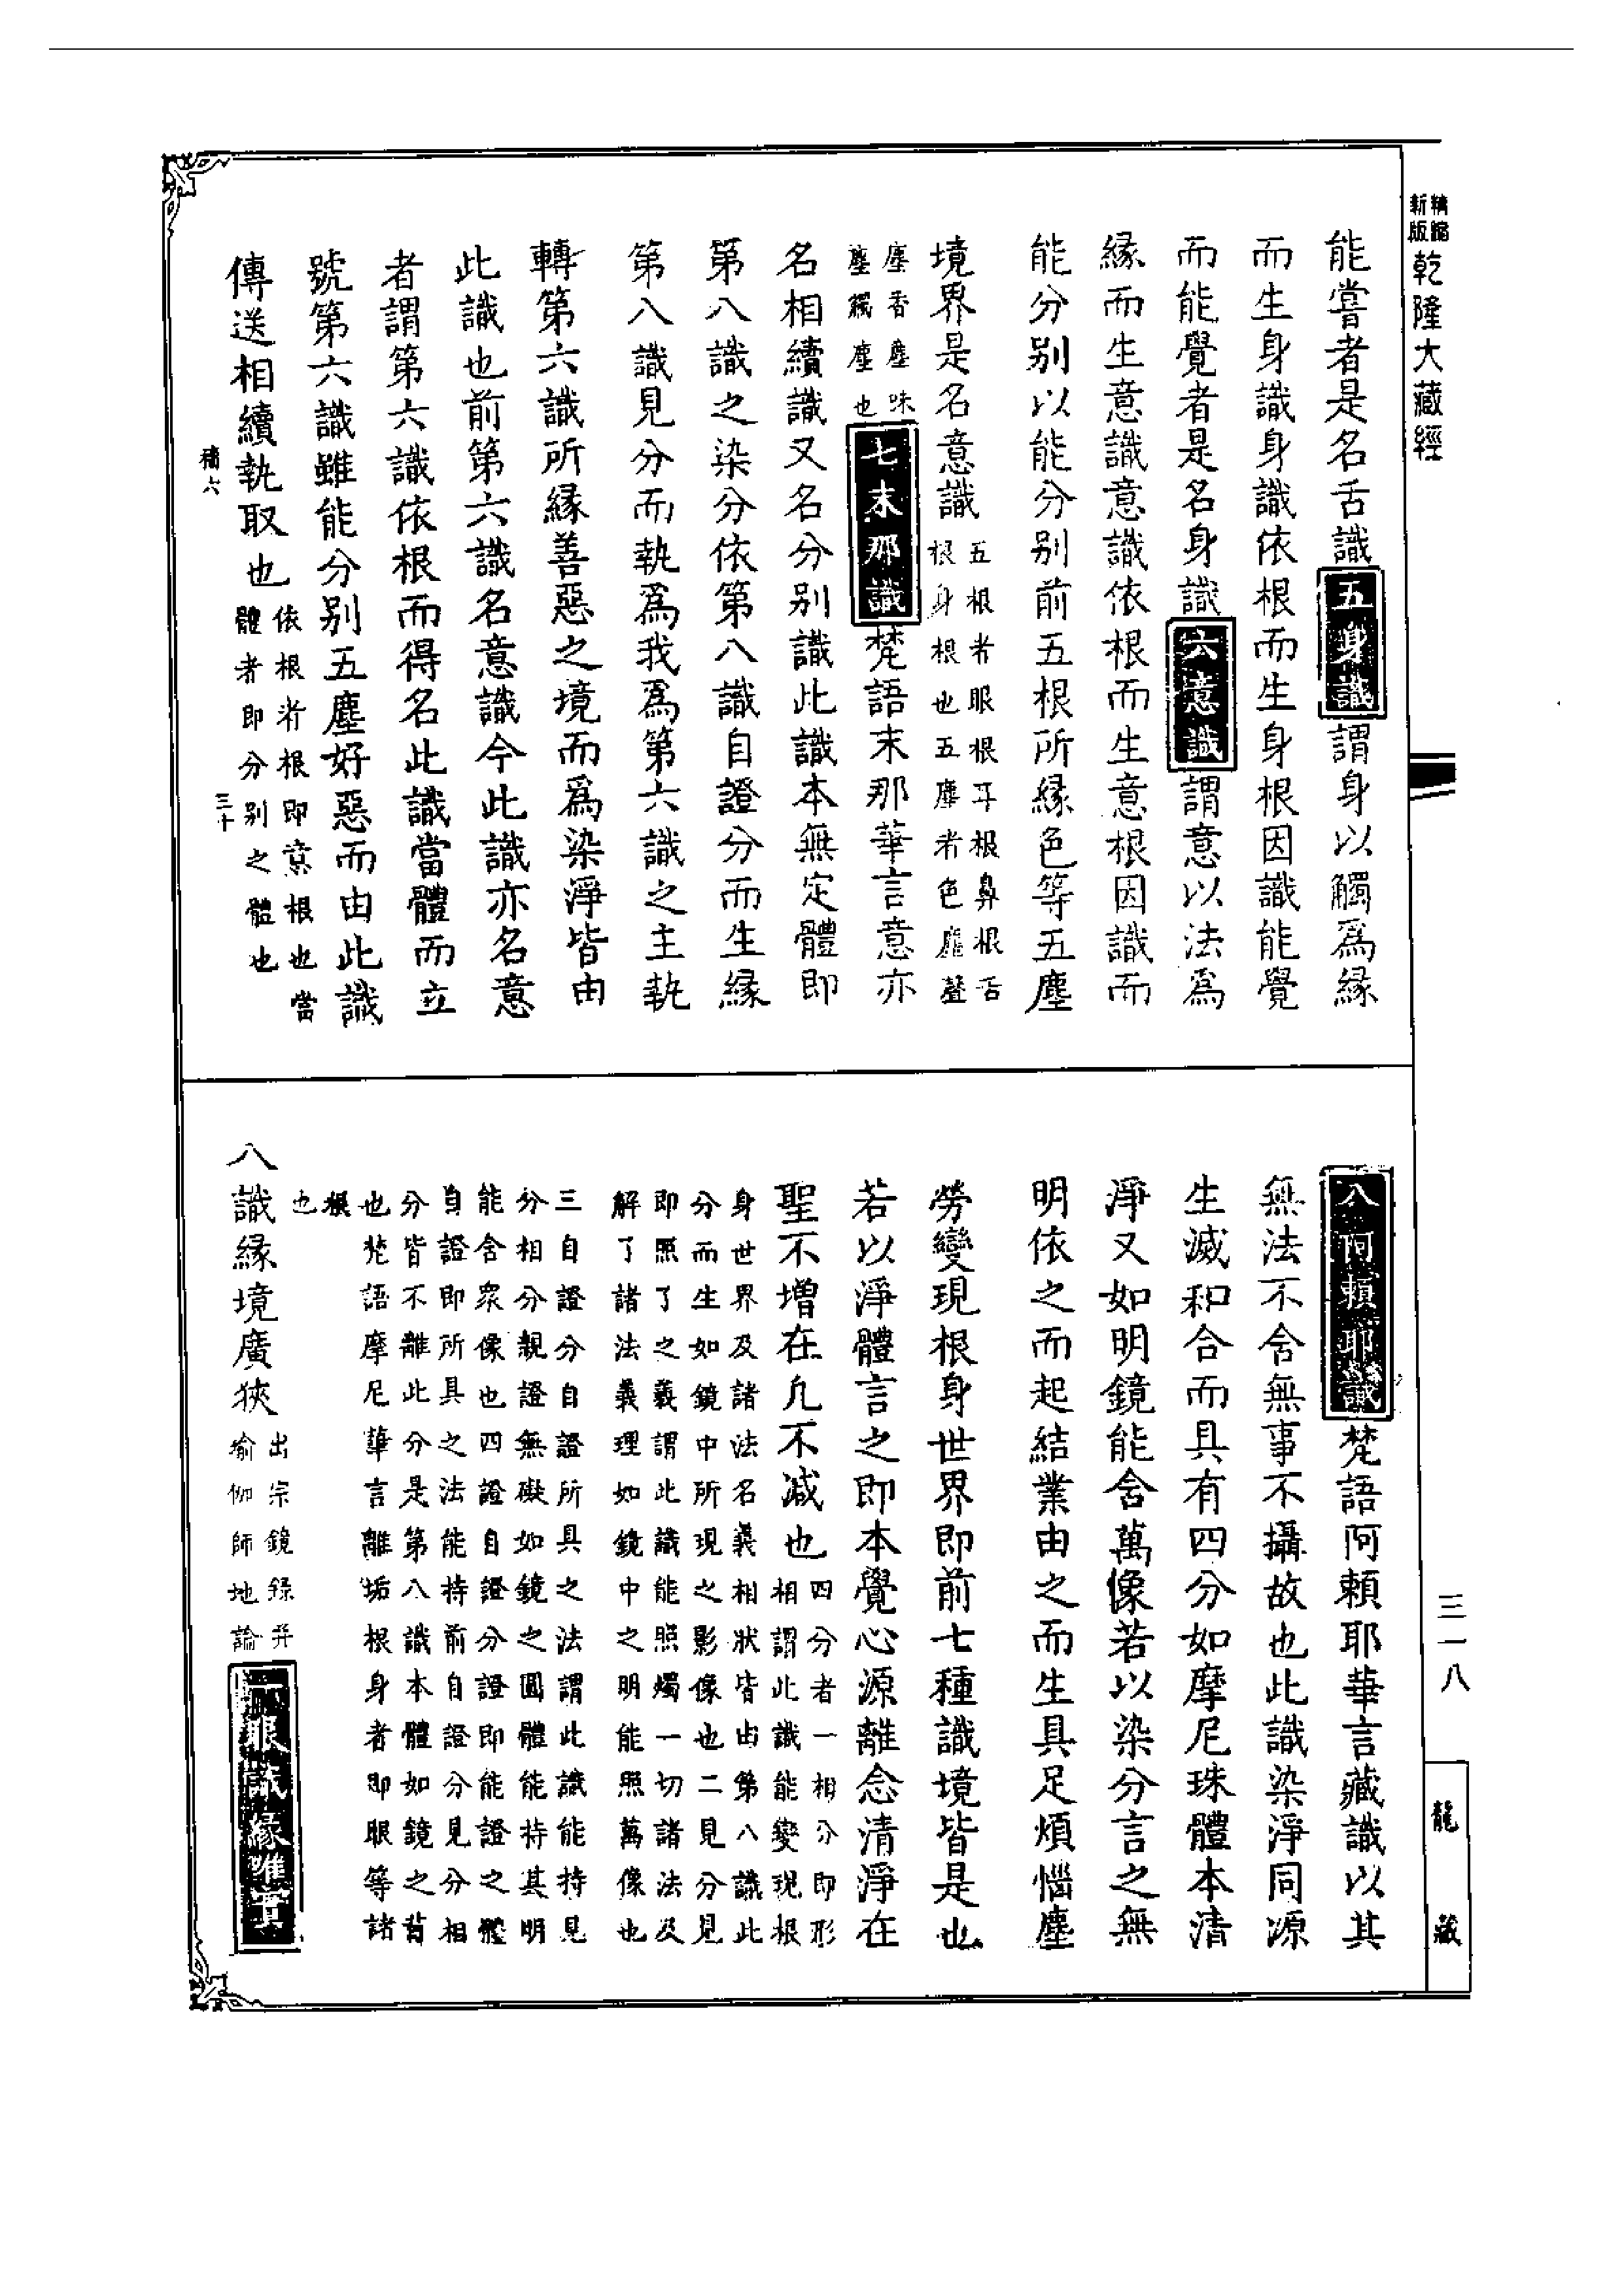 精縮新版乾隆大藏經
能嘗者是名舌識五身識謂身以觸爲緣
而生身識身識依根而生身根因識能覺
而能覺者是名身識六意識謂意以法爲
緣而生意識意識依根而生意根因識而
能分别以能分别前五根所緣色等五塵
境界是名意識五根者眼根耳根鼻根舌
根身根也五塵者色塵聲
塵香塵味
塵觸塵也七末那識梵語末那華言意亦
名相續識又名分别識此識本無定體即
第八識之染分依第八識自證分而生緣
第八識見分而執爲我爲第六識之主執
轉第六識所緣善惡之境而爲染淨皆由
此識也前第六識名意識今此識亦名意
者謂第六識依根而得名此識當體而立
號第六識雖能分别五塵好惡而由此識
傳送相續執取也依根者根即意根也當
體者即分别之體也
三十
三一八
龍藏
八阿頼耶識梵語阿頼耶華言藏識以其
無法不含無事不攝故也此識染淨同源
生滅和合而具有四分如摩尼珠體本清
淨又如明鏡能含萬像若以染分言之無
明依之而起結業由之而生具足煩惱塵
勞變現根身世界即前七種識境皆是也
若以淨體言之即本覺心源離念清淨在
聖不增在凡不減也四分者一相分即形
相謂此識能變現根
身世界及諸法名義相狀皆由第八識此
分而生如鏡中所現之影像也二見分見
即照了之義謂此識能照燭一切諸法及
解了諸法義理如鏡中之明能照萬像也
三自證分自證所具之法謂此識能持見
分相分親證無礙如鏡之圓體能持其明
能含衆像也四證自證分證即能證之體
自證即所具之法能持前自證分見分相
分皆不離此分是第八識本體如鏡之背
也梵語摩尼華言離垢根身者即眼等諸
根
也
八識緣境廣狹出宗鏡錄并
瑜伽師地論一眼識緣雖實